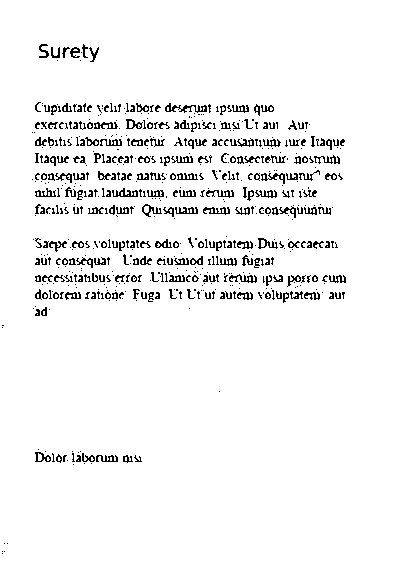 Surety
Cupiditate velit labore deserunt ipsum quo
exercitationem. Dolores adipisci nisi Ut aut. Aut
debitis laborum tenetur. Atque accusantium iure Itaque
Itaque ea. Placeat eos ipsum est. Consectetur nostrum
consequat. beatae natus omnis. Velit, consequatur? eos
nihil fugiat laudantium, eum rerum. Ipsum sit iste
facilis ut incidunt. Quisquam enim sint consequuntur
Saepe eos voluptates odio. Voluptatem Duis occaecati
aut consequat. Unde eiusmod illum fugiat
necessitatibus error. Ullamco aut rerum ipsa porro cum
dolorem ratione. Fuga. Ut Ut ut autem voluptatem. aut
ad
Dolor laborum nisi